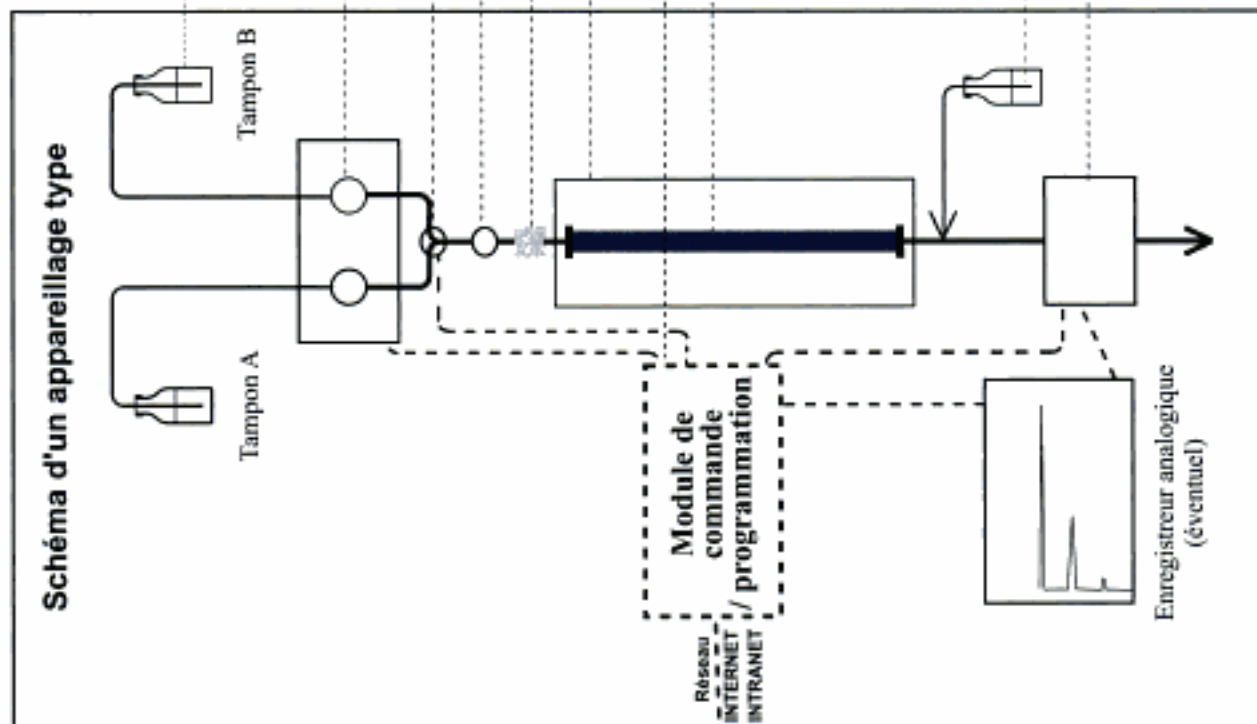 Schéma d'un appareillage type
Tampon A
Tampon B
Module de
commande
/ programmation
Réseau
INTERNET
INTRANET
Enregistreur analogique
(éventuel)